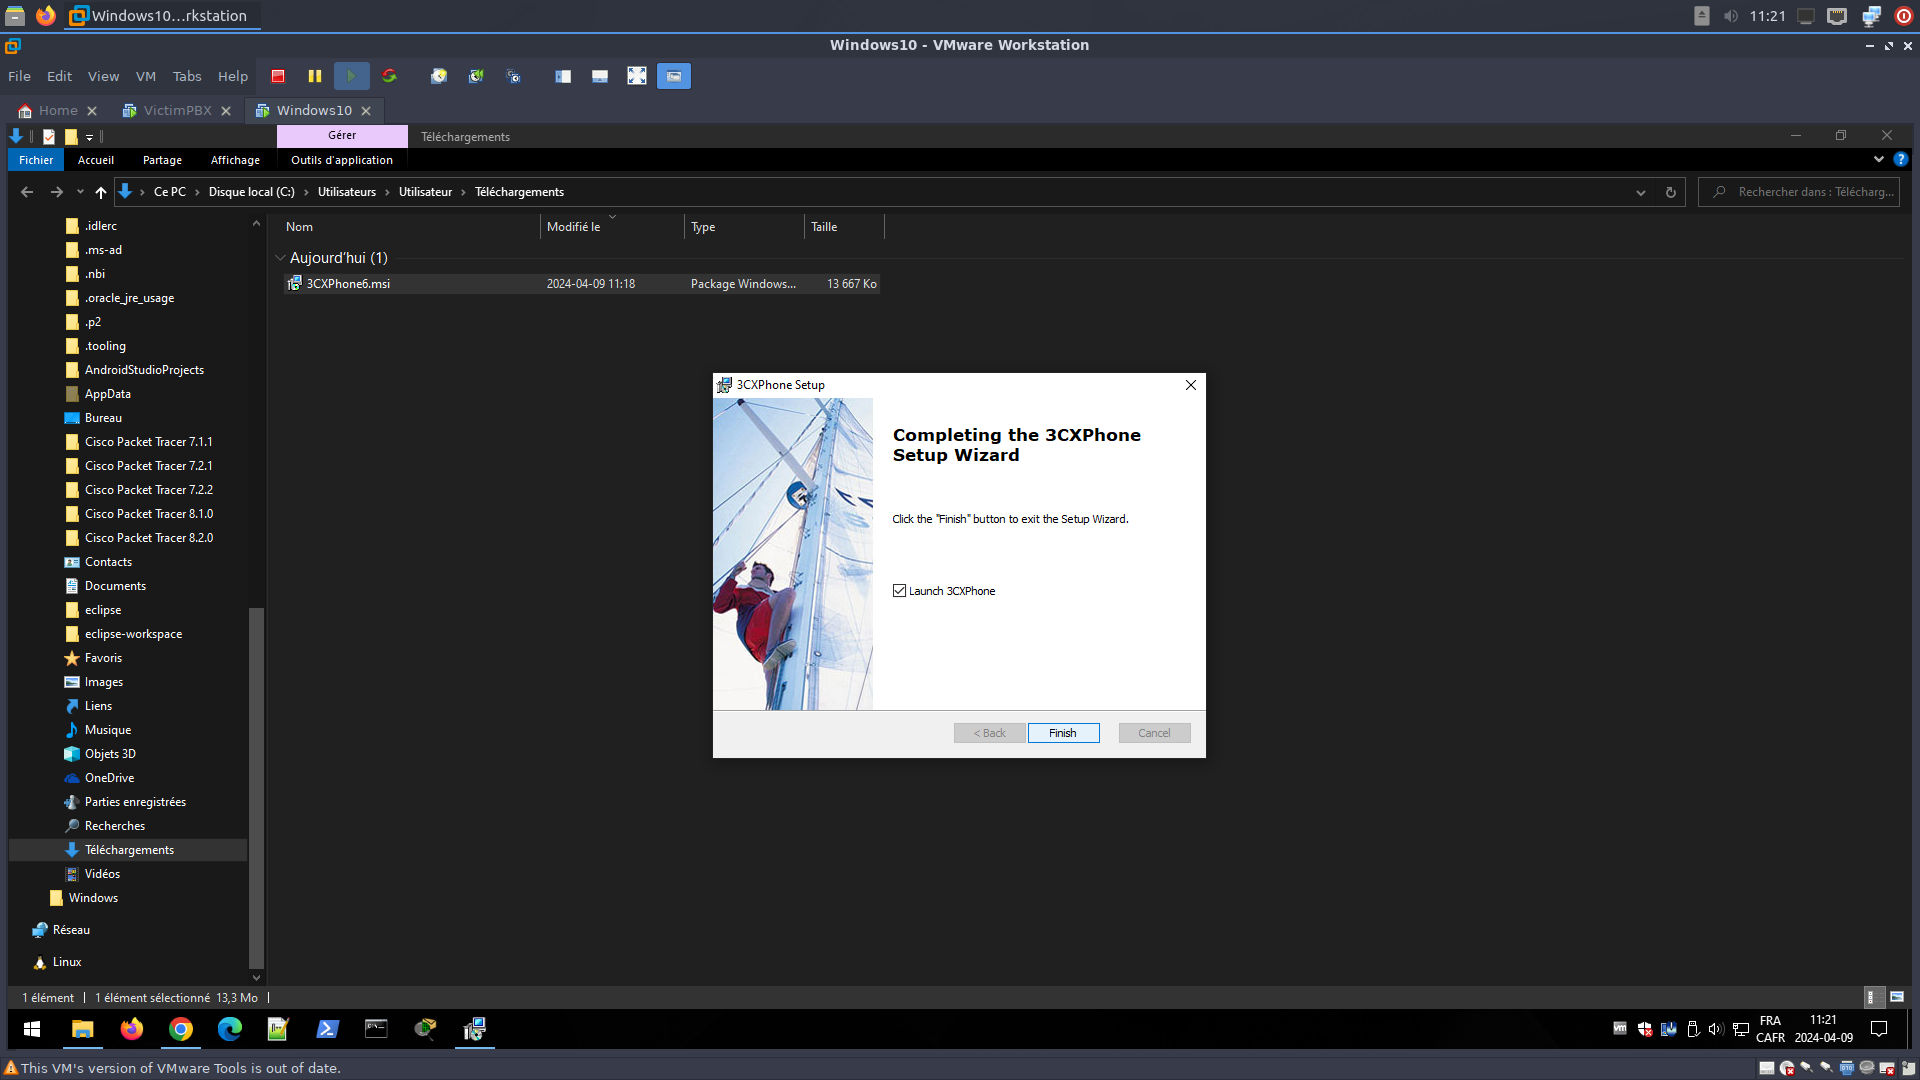 Windows10...rkstation
11:21
Windows10 - VMware Workstation
File Edit View VM Tabs Help
Home VictimPBX Windows10
Gérer Téléchargements
Fichier Accueil Partage Affichage Outils d'application
Ce PC Disque local (C:) Utilisateurs Utilisateur Téléchargements
Rechercher dans : Télécharg...
Nom Modifié le Type Taille
Aujourd'hui (1)
3CXPhone6.msi 2024-04-09 11:18 Package Windows... 13 667 Ko
.idlerc
.ms-ad
.nbi
.oracle_jre_usage
.p2
.tooling
AndroidStudioProjects
AppData
Bureau
Cisco Packet Tracer 7.1.1
Cisco Packet Tracer 7.2.1
Cisco Packet Tracer 7.2.2
Cisco Packet Tracer 8.1.0
Cisco Packet Tracer 8.2.0
Contacts
Documents
eclipse
eclipse-workspace
Favoris
Images
Liens
Musique
Objets 3D
OneDrive
Parties enregistrées
Recherches
Téléchargements
Vidéos
Windows
Réseau
Linux
3CXPhone Setup
Completing the 3CXPhone
Setup Wizard
Click the "Finish" button to exit the Setup Wizard.
Launch 3CXPhone
< Back Finish Cancel
1 élément 1 élément sélectionné 13,3 Mo
FRA
CAFR
11:21
2024-04-09
This VM's version of VMware Tools is out of date.